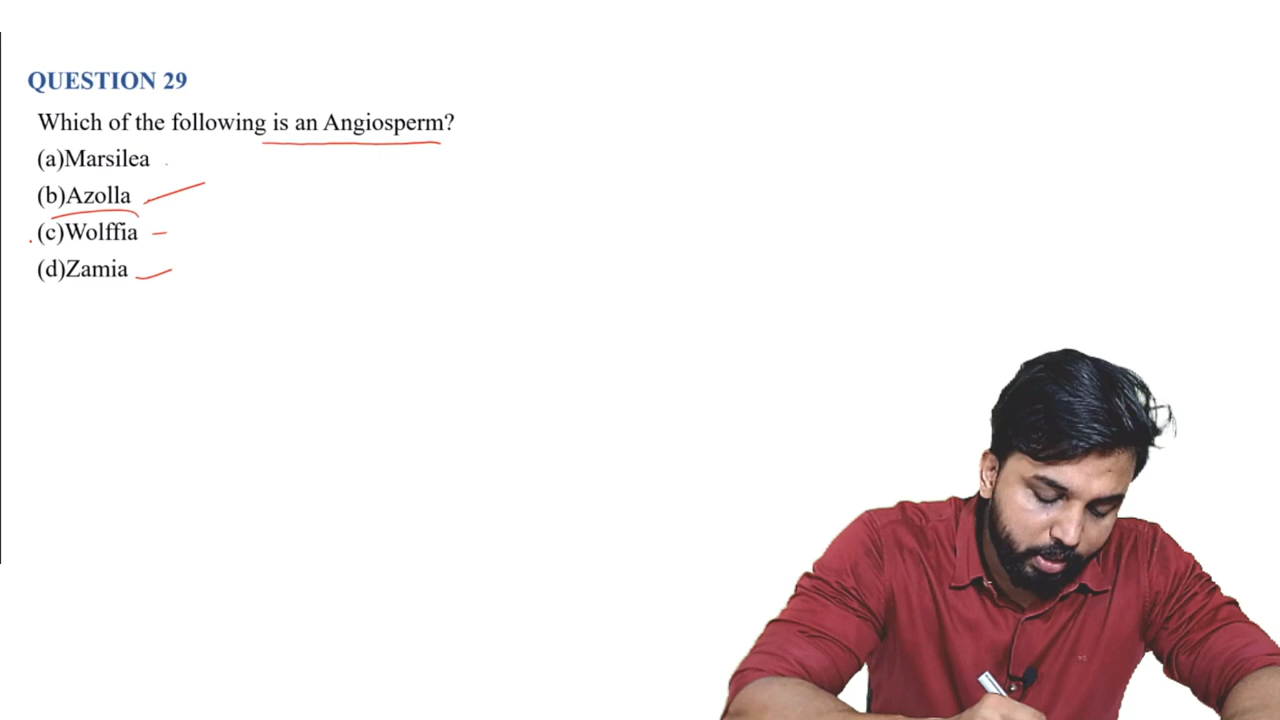 QUESTION 29
Which of the following is an Angiosperm?
(a)Marsilea
(b)Azolla
(c)Wolffia
(d)Zamia